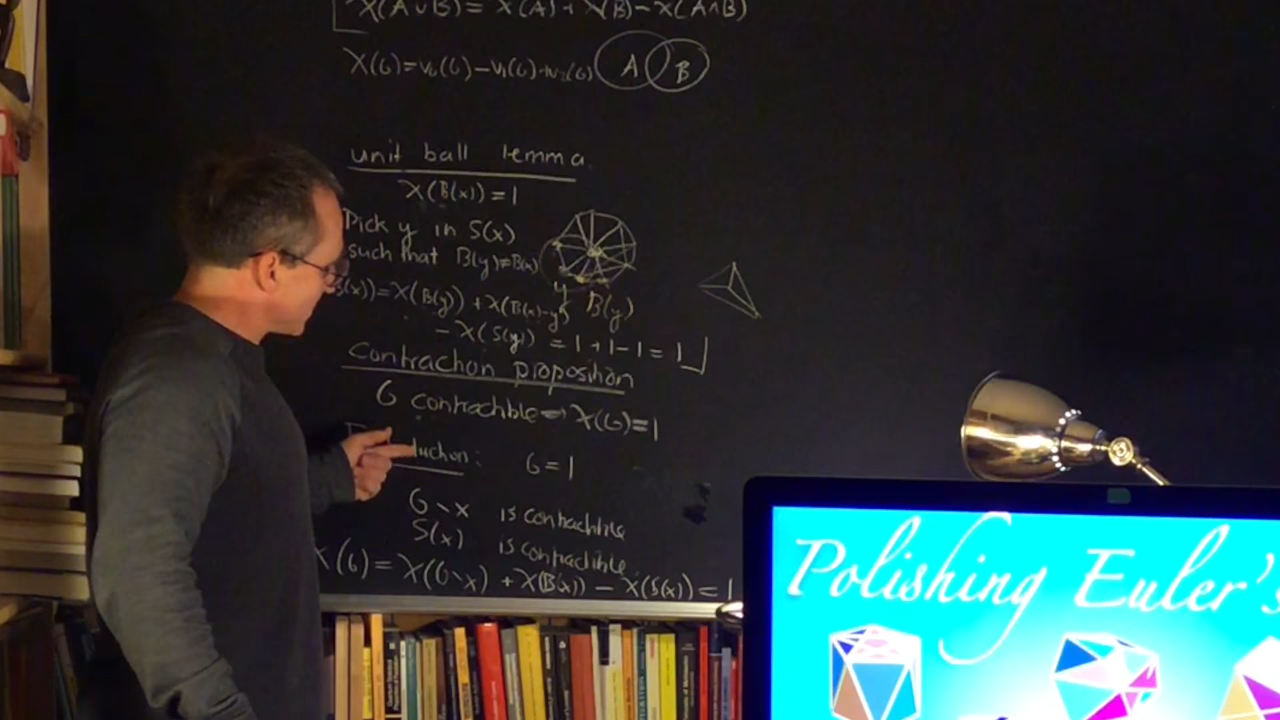 X(A∪B) = X(A) + X(B) - X(A∩B)
X(G) = V0(G) - V1(G) + V2(G)
A B
unit ball lemma
X(B(x)) = 1
Pick y in S(x)
such that B(y)≠B(x)
y B(y)
(x)) = X(B(y)) + X(B(x)-y)
- X(S(y)) = 1 + 1 - 1 = 1
Contraction proposition
G contractible ⇒ X(G) = 1
duction: G = 1
G \ x is contractible
S(x) is contractible
X(G) = X(G\x) + X(B(x)) - X(S(x)) = 1
Polishing Euler's